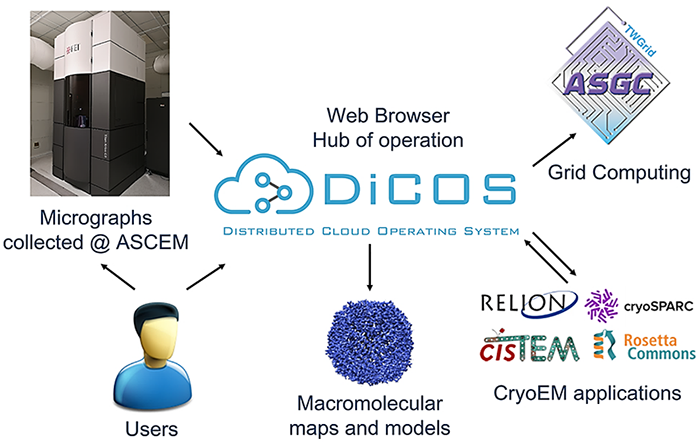 TWGrid
ASGC
Web Browser
Hub of operation
Grid Computing
DiCOS
DISTRIBUTED CLOUD OPERATING SYSTEM
Micrographs
collected @ ASCEM
RELION
cryoSPARC
cisTEM
Rosetta
Commons
CryoEM applications
Macromolecular
maps and models
Users